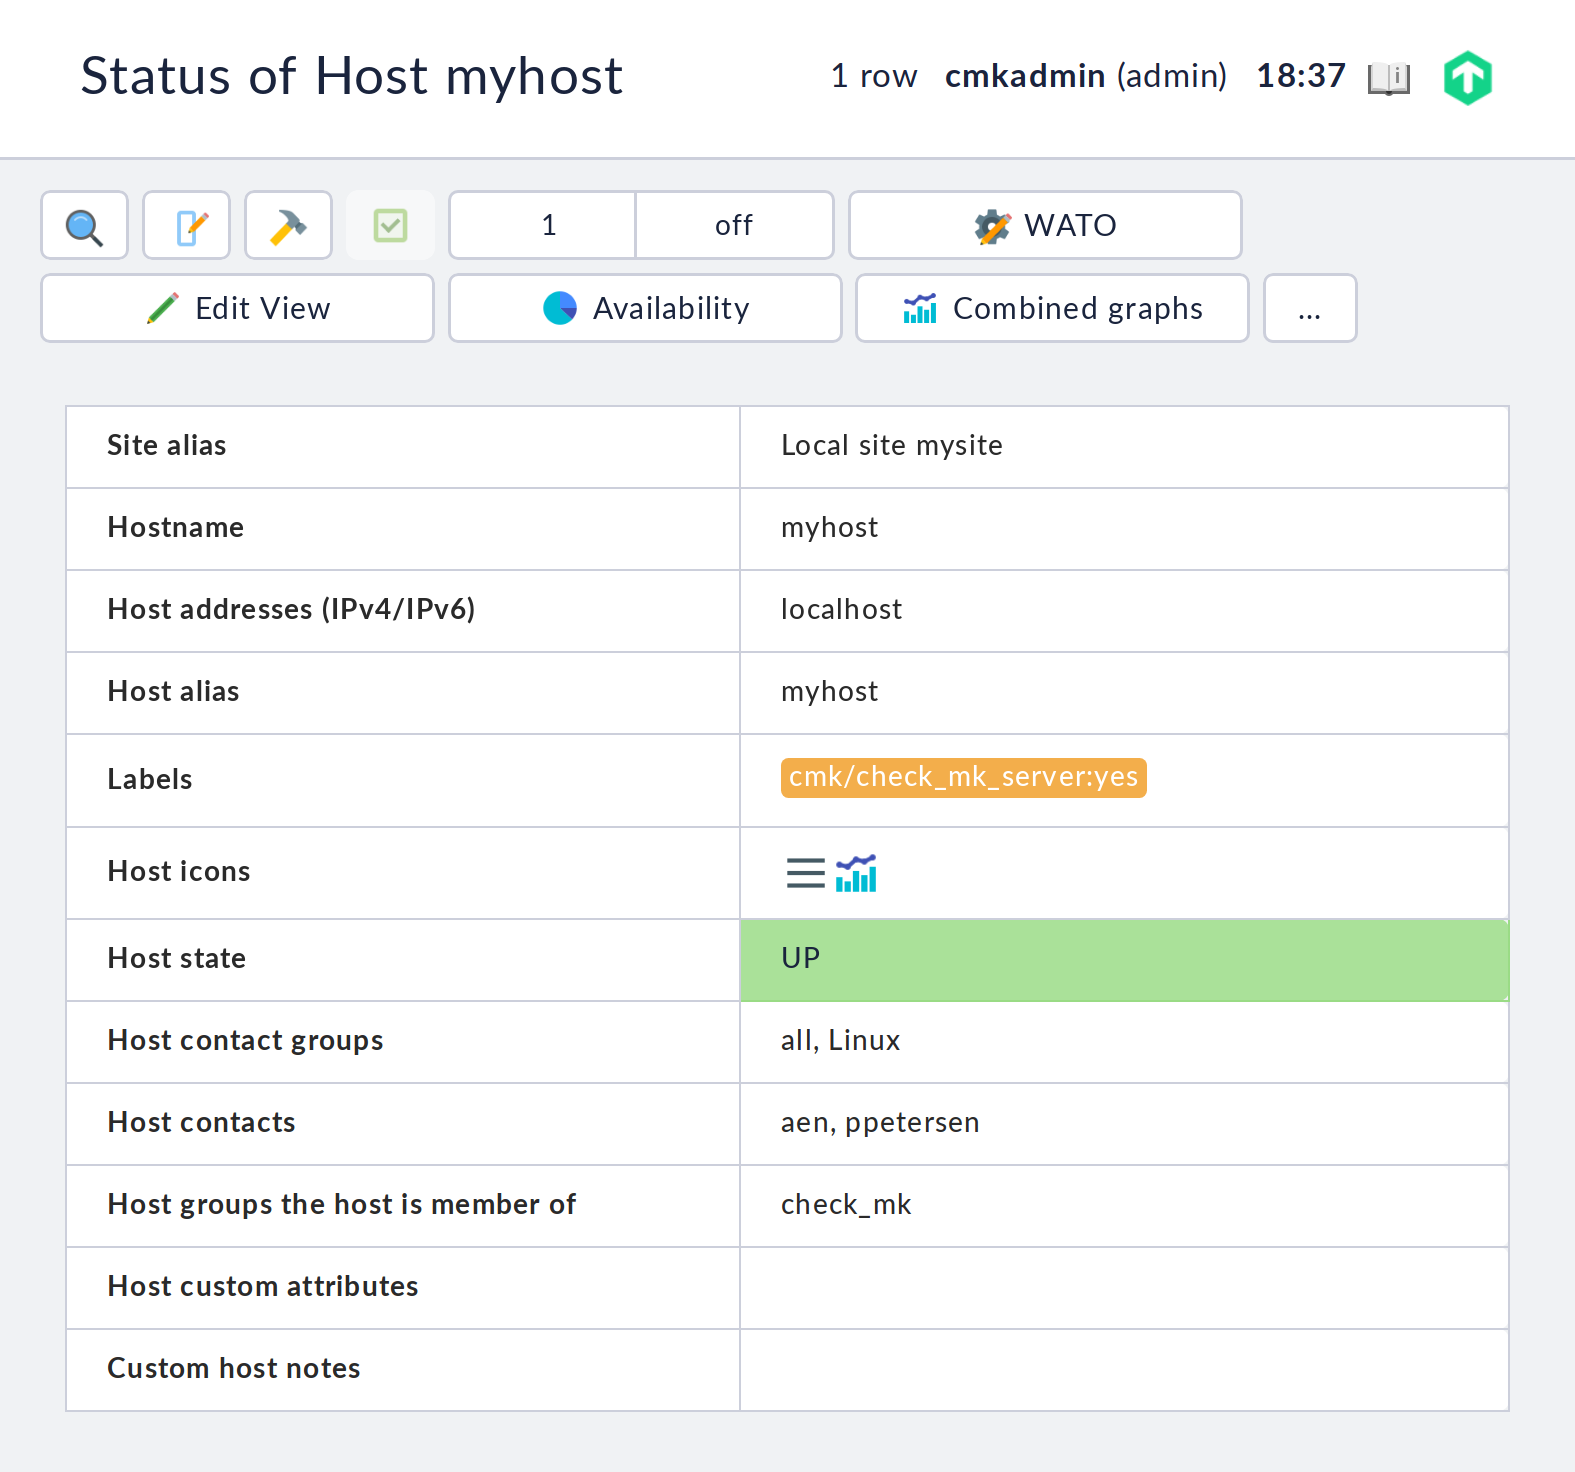 Status of Host myhost
1 row cmkadmin (admin) 18:37
1 off WATO
Edit View Availability Combined graphs ...
Site alias Local site mysite
Hostname myhost
Host addresses (IPv4/IPv6) localhost
Host alias myhost
Labels cmk/check_mk_server:yes
Host icons
Host state UP
Host contact groups all, Linux
Host contacts aen, ppetersen
Host groups the host is member of check_mk
Host custom attributes
Custom host notes